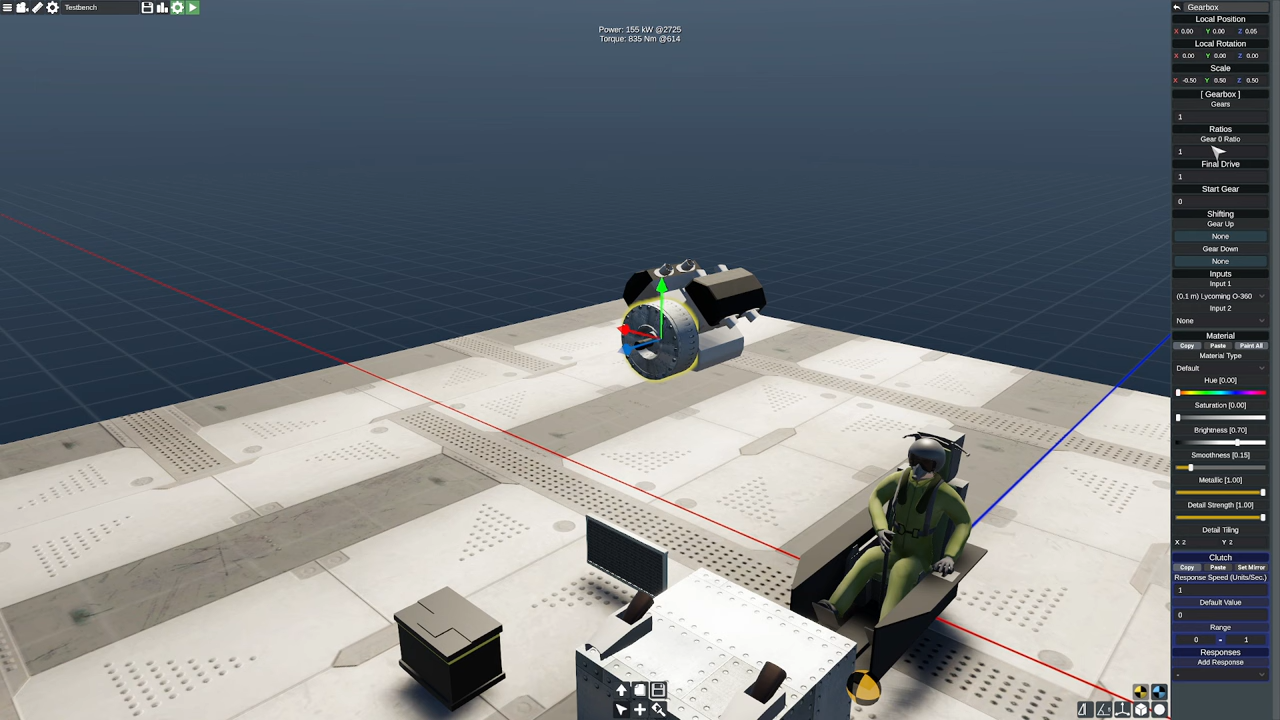 Testbench
Power: 155 kW @2725
Torque: 835 Nm @614
Gearbox
Local Position
X 0.00 Y 0.00 Z 0.05
Local Rotation
X 0.00 Y 0.00 Z 0.00
Scale
X -0.50 Y 0.50 Z 0.50
[ Gearbox ]
Gears
1
Ratios
Gear 0 Ratio
1
Final Drive
1
Start Gear
0
Shifting
Gear Up
None
Gear Down
None
Inputs
Input 1
(0.1 m) Lycoming O-360
Input 2
None
Material
Copy Paste Paint All
Material Type
Default
Hue [0.00]
Saturation [0.00]
Brightness [0.70]
Smoothness [0.15]
Metallic [1.00]
Detail Strength [1.00]
Detail Tiling
X 2 Y 2
Clutch
Copy Paste Set Mirror
Response Speed (Units/Sec.)
1
Default Value
0
Range
0 - 1
Responses
Add Response
-